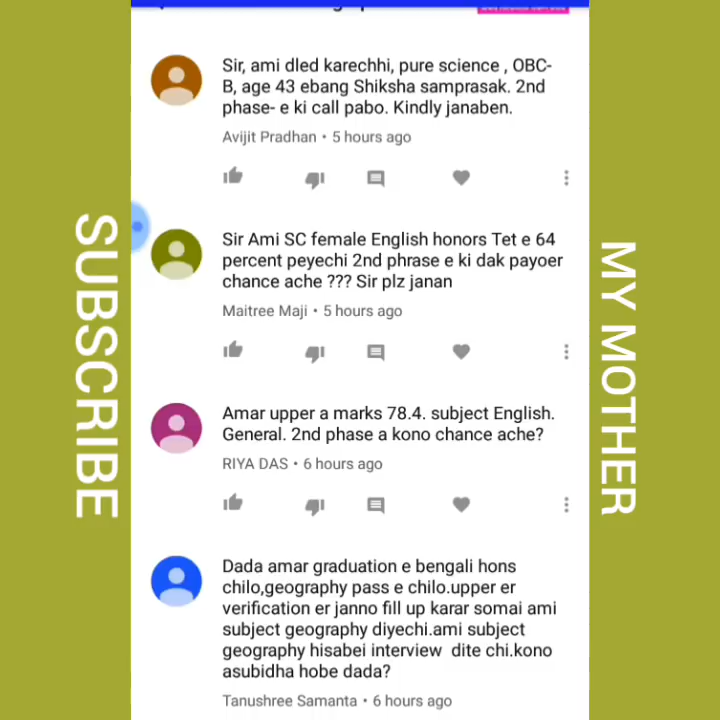 Sir, ami dled karechhi, pure science , OBC-
B, age 43 ebang Shiksha samprasak. 2nd
phase- e ki call pabo. Kindly janaben.
Avijit Pradhan • 5 hours ago
Sir Ami SC female English honors Tet e 64
percent peyechi 2nd phrase e ki dak payoer
chance ache ??? Sir plz janan
Maitree Maji • 5 hours ago
Amar upper a marks 78.4. subject English.
General. 2nd phase a kono chance ache?
RIYA DAS • 6 hours ago
Dada amar graduation e bengali hons
chilo,geography pass e chilo.upper er
verification er janno fill up karar somai ami
subject geography diyechi.ami subject
geography hisabei interview dite chi.kono
asubidha hobe dada?
Tanushree Samanta • 6 hours ago
SUBSCRIBE
MY MOTHER